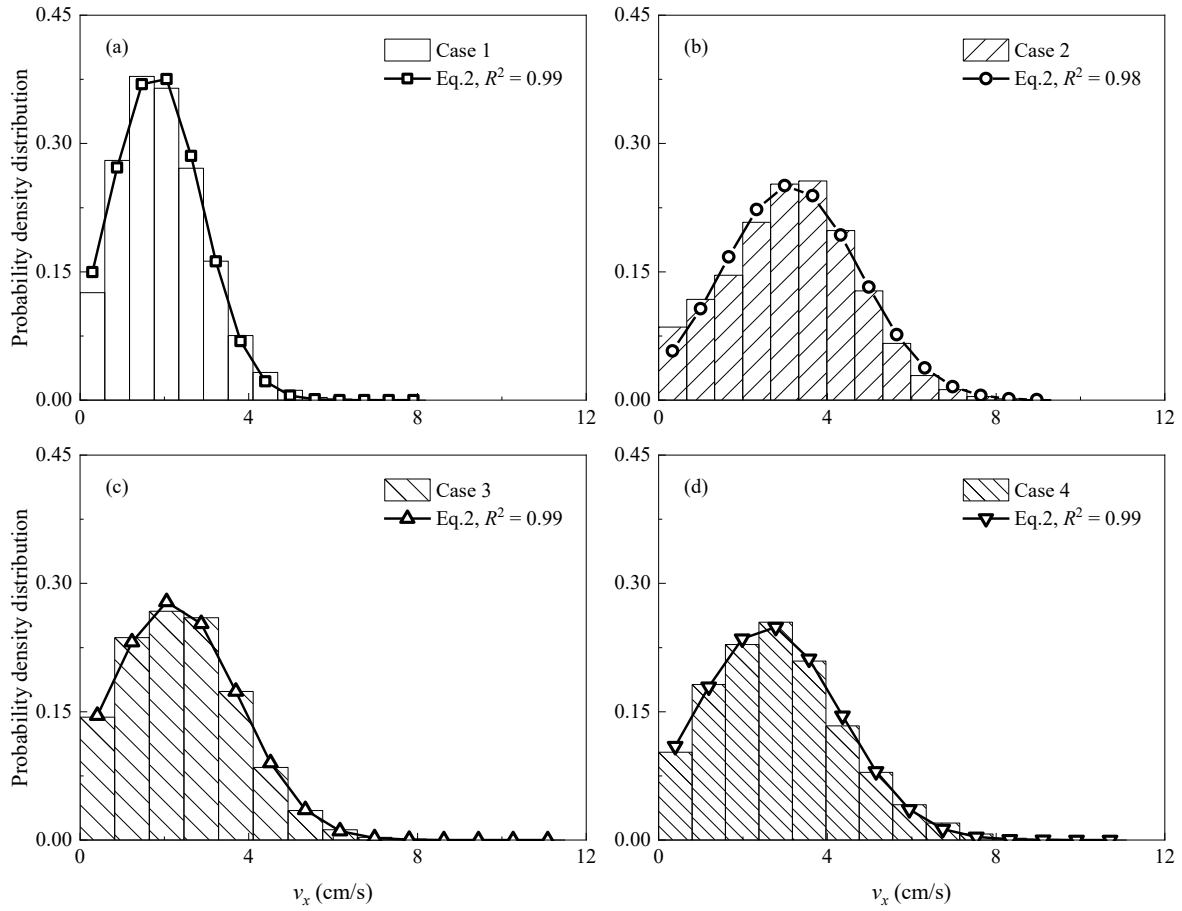 (a)
Case 1
Eq.2, R² = 0.99
Probability density distribution
0.45
0.30
0.15
0.00
0
4
8
12
(b)
Case 2
Eq.2, R² = 0.98
0.45
0.30
0.15
0.00
0
4
8
12
(c)
Case 3
Eq.2, R² = 0.99
Probability density distribution
0.45
0.30
0.15
0.00
0
4
8
12
vₓ (cm/s)
(d)
Case 4
Eq.2, R² = 0.99
0.45
0.30
0.15
0.00
0
4
8
12
vₓ (cm/s)